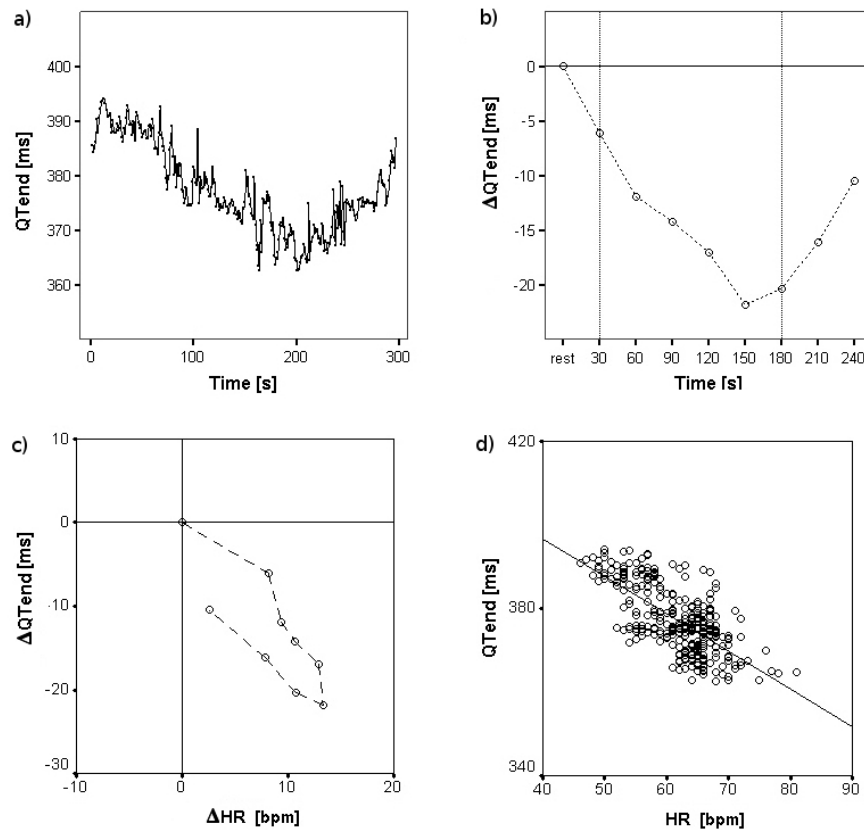 a)
400
390
380
370
360
QTend [ms]
0 100 200 300
Time [s]
b)
0
-5
-10
-15
-20
ΔQTend [ms]
rest 30 60 90 120 150 180 210 240
Time [s]
c)
10
0
-10
-20
-30
ΔQTend [ms]
-10 0 10 20
ΔHR [bpm]
d)
420
380
340
QTend [ms]
40 50 60 70 80 90
HR [bpm]